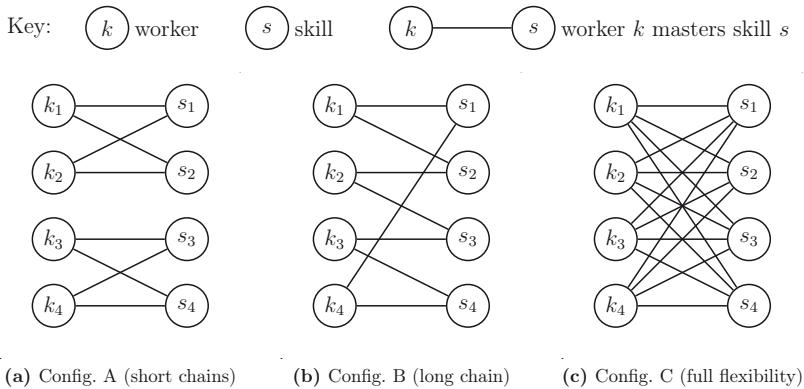 Key: k worker s skill k s worker k masters skill s
k1 s1 k1 s1 k1 s1
k2 s2 k2 s2 k2 s2
k3 s3 k3 s3 k3 s3
k4 s4 k4 s4 k4 s4
(a) Config. A (short chains) (b) Config. B (long chain) (c) Config. C (full flexibility)